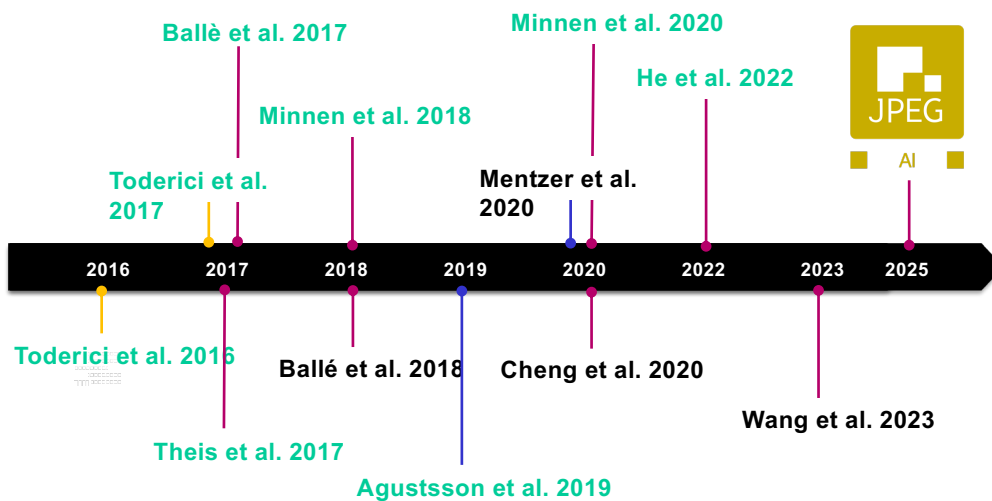 Ballè et al. 2017
Minnen et al. 2020
He et al. 2022
JPEG
AI
Minnen et al. 2018
Toderici et al.
2017
Mentzer et al.
2020
2016 2017 2018 2019 2020 2022 2023 2025
Toderici et al. 2016
Ballé et al. 2018
Cheng et al. 2020
Wang et al. 2023
Theis et al. 2017
Agustsson et al. 2019